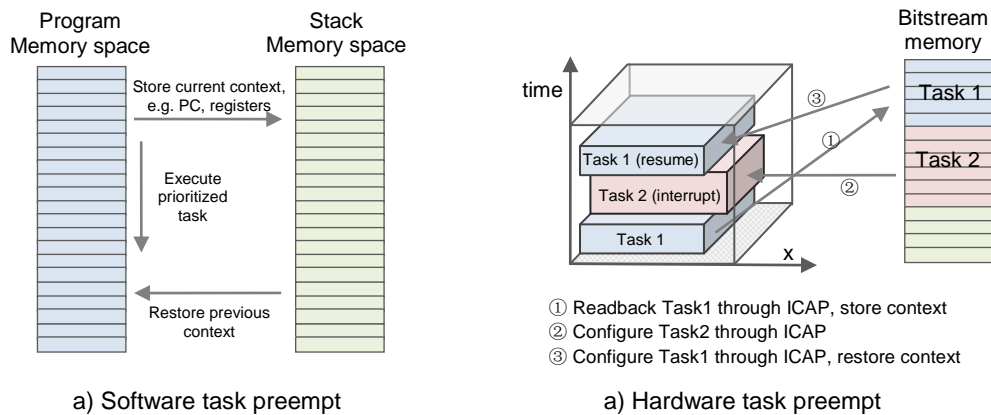 Program
Memory space
Stack
Memory space
Store current context,
e.g. PC, registers
Execute
prioritized
task
Restore previous
context
a) Software task preempt
Bitstream
memory
time
③
Task 1
①
Task 1 (resume)
Task 2
Task 2 (interrupt)
②
Task 1
x
① Readback Task1 through ICAP, store context
② Configure Task2 through ICAP
③ Configure Task1 through ICAP, restore context
a) Hardware task preempt